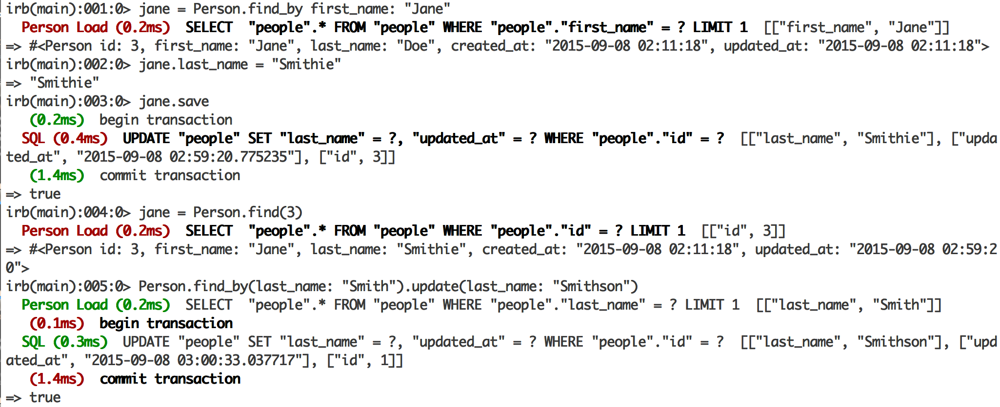 irb(main):001:0> jane = Person.find_by first_name: "Jane"
  Person Load (0.2ms)  SELECT  "people".* FROM "people" WHERE "people"."first_name" = ? LIMIT 1  [["first_name", "Jane"]]
=> #<Person id: 3, first_name: "Jane", last_name: "Doe", created_at: "2015-09-08 02:11:18", updated_at: "2015-09-08 02:11:18">
irb(main):002:0> jane.last_name = "Smithie"
=> "Smithie"
irb(main):003:0> jane.save
   (0.2ms)  begin transaction
  SQL (0.4ms)  UPDATE "people" SET "last_name" = ?, "updated_at" = ? WHERE "people"."id" = ?  [["last_name", "Smithie"], ["upda
ted_at", "2015-09-08 02:59:20.775235"], ["id", 3]]
   (1.4ms)  commit transaction
=> true
irb(main):004:0> jane = Person.find(3)
  Person Load (0.2ms)  SELECT  "people".* FROM "people" WHERE "people"."id" = ? LIMIT 1  [["id", 3]]
=> #<Person id: 3, first_name: "Jane", last_name: "Smithie", created_at: "2015-09-08 02:11:18", updated_at: "2015-09-08 02:59:2
0">
irb(main):005:0> Person.find_by(last_name: "Smith").update(last_name: "Smithson")
  Person Load (0.2ms)  SELECT  "people".* FROM "people" WHERE "people"."last_name" = ? LIMIT 1  [["last_name", "Smith"]]
   (0.1ms)  begin transaction
  SQL (0.3ms)  UPDATE "people" SET "last_name" = ?, "updated_at" = ? WHERE "people"."id" = ?  [["last_name", "Smithson"], ["upd
ated_at", "2015-09-08 03:00:33.037717"], ["id", 1]]
   (1.4ms)  commit transaction
=> true